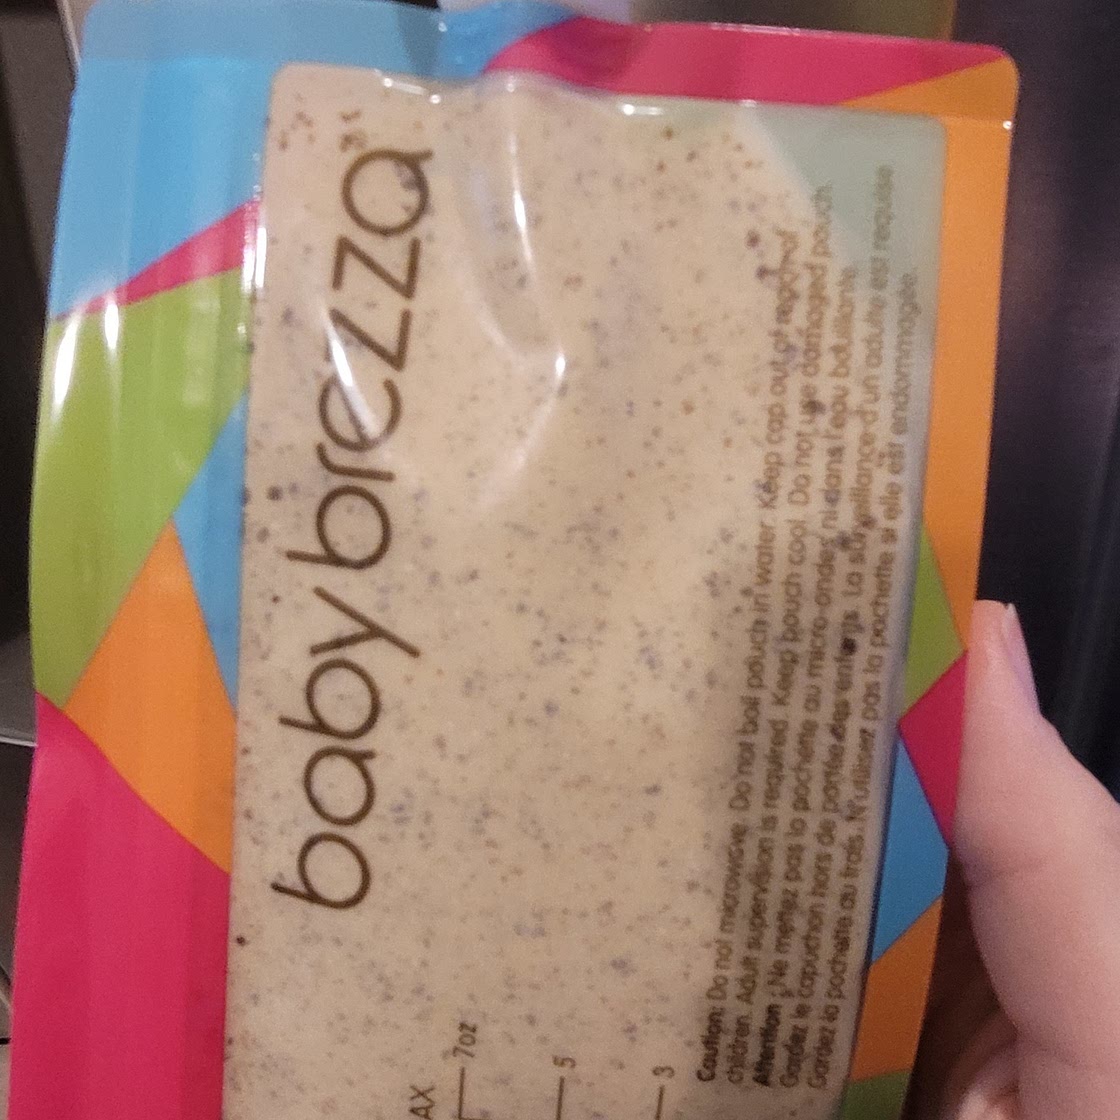 baby brezza
MAX
7oz
5
3
Caution: Do not microwave. Do not boil pouch in water. Keep cap out of reach of
children. Adult supervision is required. Keep pouch cool. Do not use damaged pouch.
Attention : Ne mettez pas la pochette au micro-ondes ni dans l'eau bouillante.
Gardez le capuchon hors de portée des enfants. La surveillance d'un adulte est requise
Gardez la pochette au frais. N'utilisez pas la pochette si elle est endommagée.